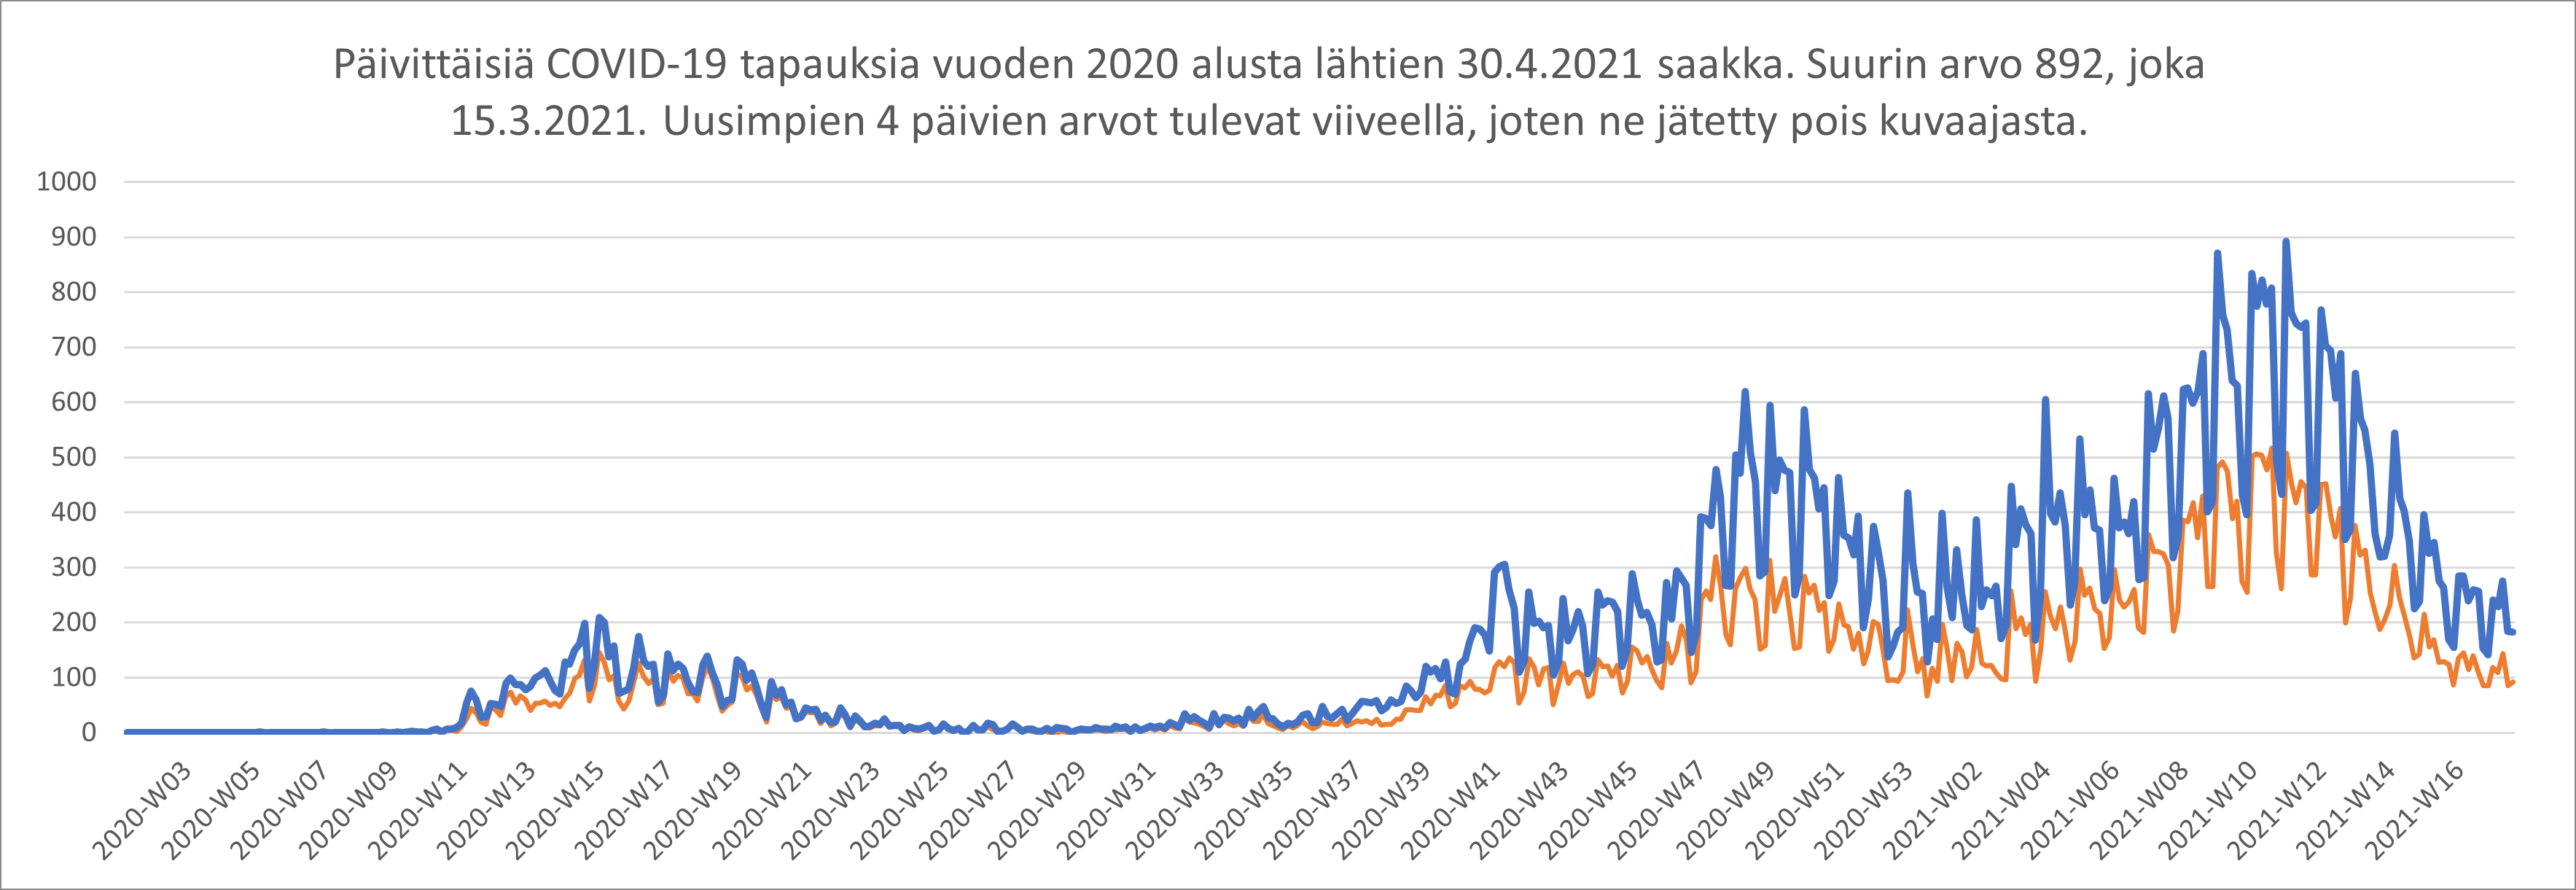 Päivittäisiä COVID-19 tapauksia vuoden 2020 alusta lähtien 30.4.2021 saakka. Suurin arvo 892, joka
15.3.2021. Uusimpien 4 päivien arvot tulevat viiveellä, joten ne jätetty pois kuvaajasta.
1000
900
800
700
600
500
400
300
200
100
0
2020-W03
2020-W05
2020-W07
2020-W09
2020-W11
2020-W13
2020-W15
2020-W17
2020-W19
2020-W21
2020-W23
2020-W25
2020-W27
2020-W29
2020-W31
2020-W33
2020-W35
2020-W37
2020-W39
2020-W41
2020-W43
2020-W45
2020-W47
2020-W49
2020-W51
2020-W53
2021-W02
2021-W04
2021-W06
2021-W08
2021-W10
2021-W12
2021-W14
2021-W16